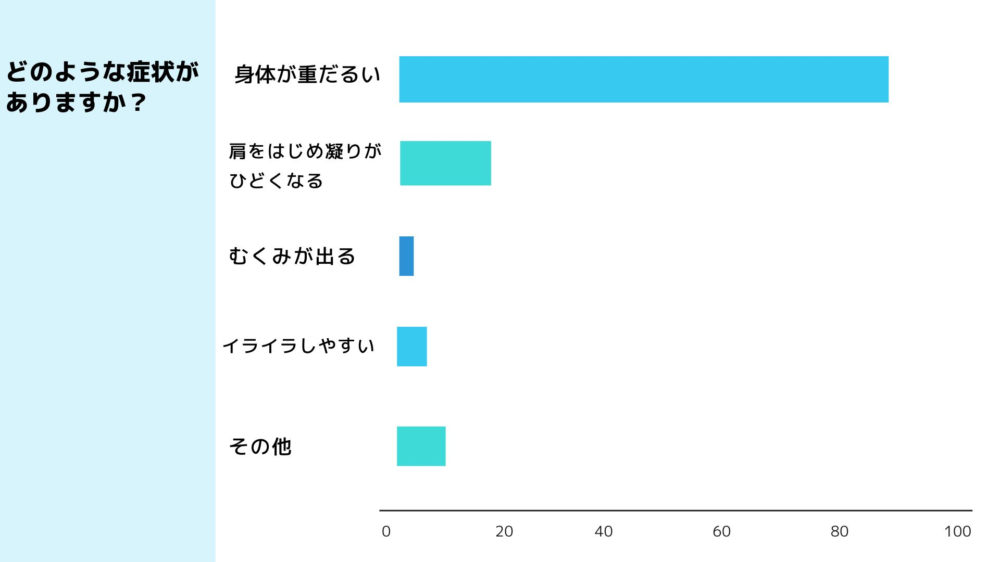 どのような症状が
ありますか？
身体が重だるい
肩をはじめ凝りが
ひどくなる
むくみが出る
イライラしやすい
その他
0 20 40 60 80 100